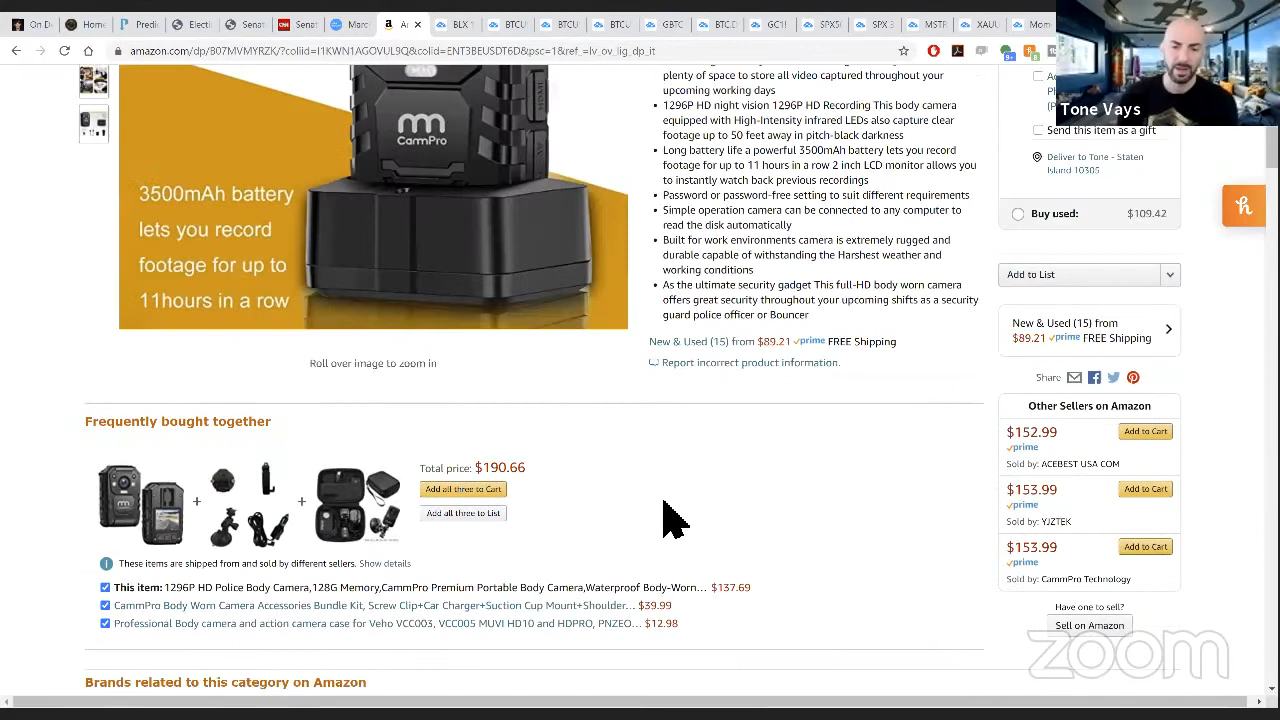 On D
Home
Predic
Electi
Senat
Senat
Marc
BLX 1
BTCU
BTCU
BTCU
GBTC
GC1!
SPX5
SPX 3
MSTR
XAUU
Mom
amazon.com/dp/B07MVMYRZK/?coliid=I1KWN1AGOVUL9Q&colid=ENT3BEUSTD6D&psc=1&ref_=lv_ov_lig_dp_it
Tone Vays
CammPro
3500mAh battery
lets you record
footage for up to
11hours in a row
Roll over image to zoom in
plenty of space to store all video captured throughout your
upcoming working days
1296P HD night vision 1296P HD Recording This body camera
equipped with High-Intensity infrared LEDs also capture clear
footage up to 50 feet away in pitch-black darkness
Long battery life a powerful 3500mAh battery lets you record
footage for up to 11 hours in a row 2 inch LCD monitor allows you
to instantly watch back previous recordings
Password or password-free setting to suit different requirements
Simple operation camera can be connected to any computer to
read the disk automatically
Built for work environments camera is extremely rugged and
durable capable of withstanding the Harshest weather and
working conditions
As the ultimate security gadget This full-HD body worn camera
offers great security throughout your upcoming shifts as a security
guard police officer or Bouncer
New & Used (15) from $89.21 prime FREE Shipping
Report incorrect product information.
Send this item as a gift
Deliver to Tone - Staten
Island 10305
Buy used: $109.42
Add to List
New & Used (15) from
$89.21 prime FREE Shipping
Share
Other Sellers on Amazon
$152.99 Add to Cart
prime
Sold by: ACEBEST USA COM
$153.99 Add to Cart
prime
Sold by: YJZTEK
$153.99 Add to Cart
prime
Sold by: CammPro Technology
Have one to sell?
Sell on Amazon
Frequently bought together
Total price: $190.66
Add all three to Cart
Add all three to List
These items are shipped from and sold by different sellers. Show details
This item: 1296P HD Police Body Camera,128G Memory,CammPro Premium Portable Body Camera,Waterproof Body-Worn… $137.69
CammPro Body Worn Camera Accessories Bundle Kit, Screw Clip+Car Charger+Suction Cup Mount+Shoulder… $39.99
Professional Body camera and action camera case for Veho VCC003, VCC005 MUVI HD10 and HDPRO, PNZEO… $12.98
Brands related to this category on Amazon
zoom